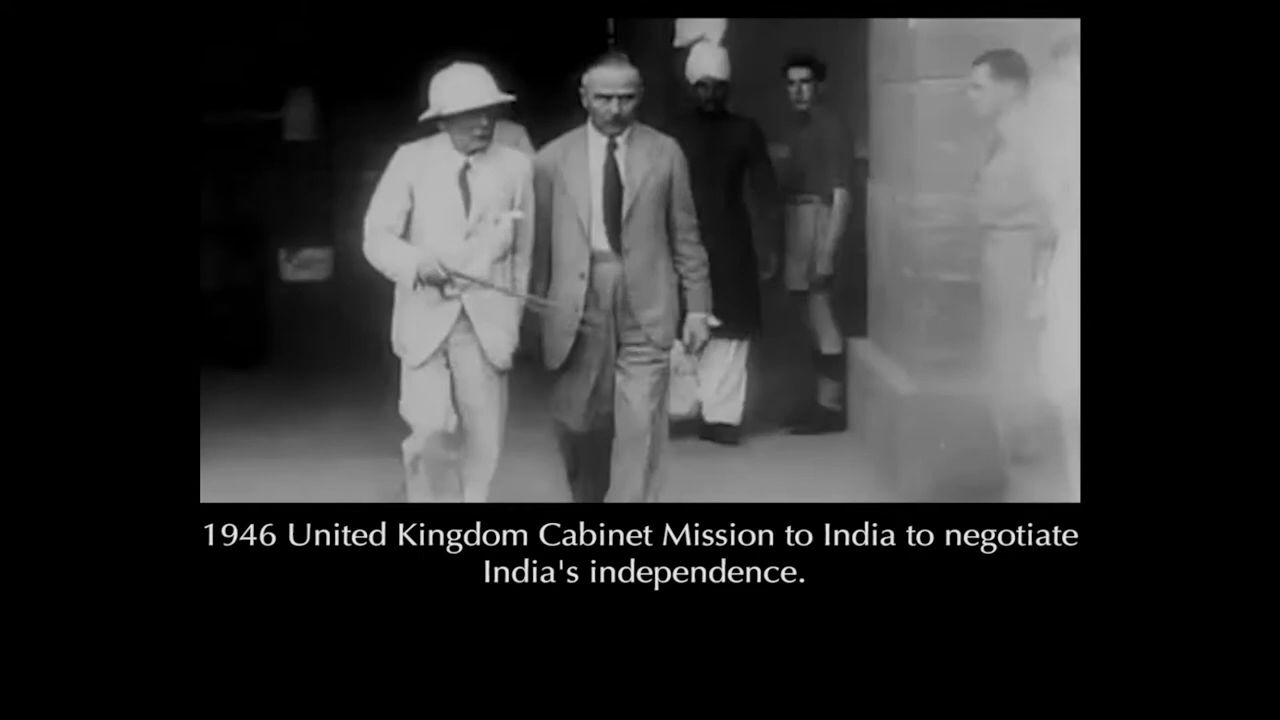 1946 United Kingdom Cabinet Mission to India to negotiate
India's independence.